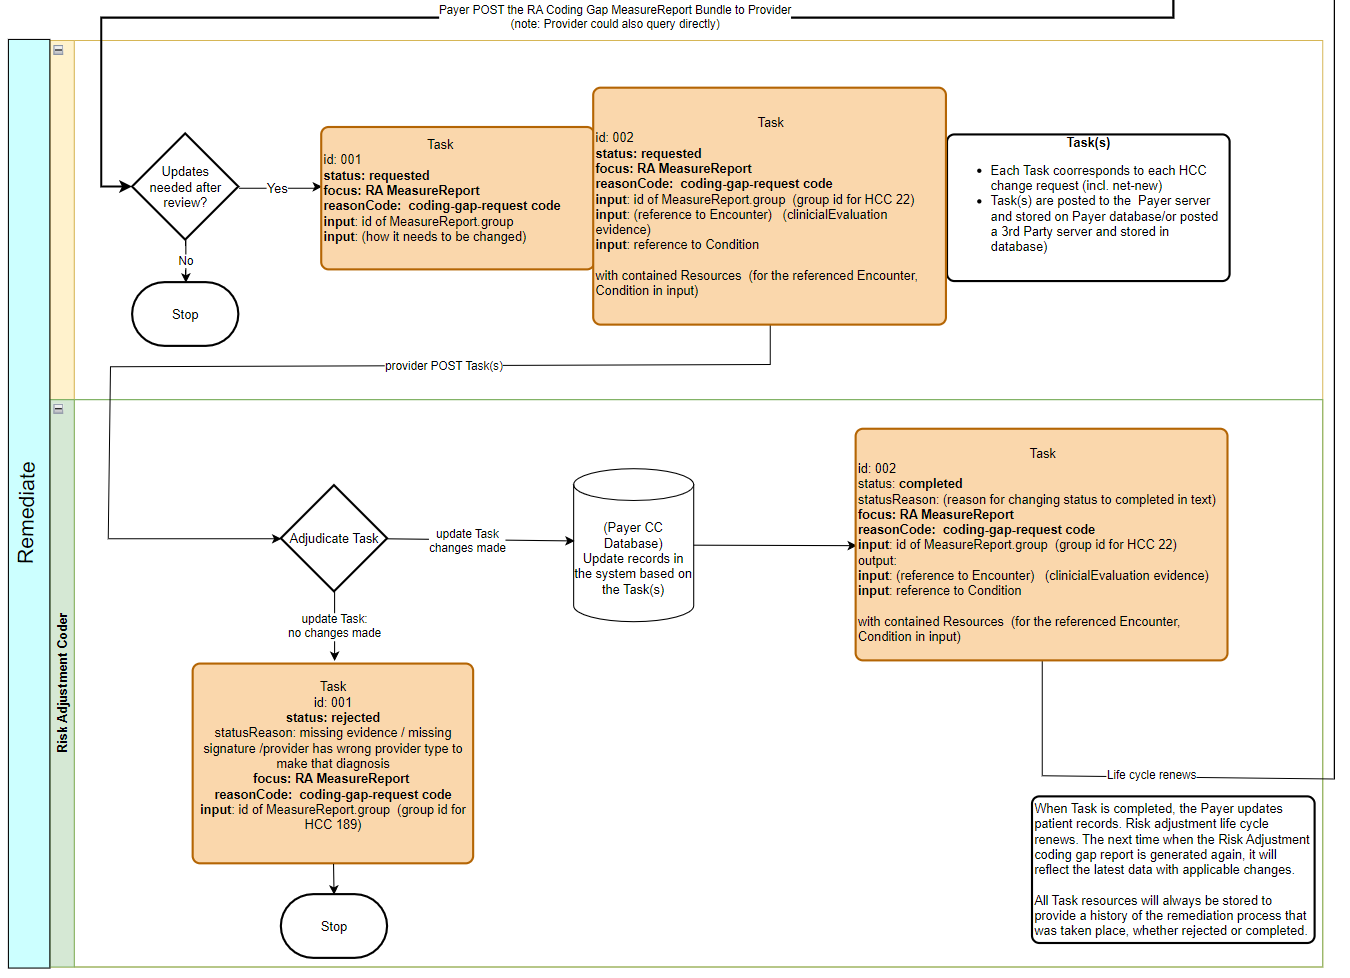 Payer POST the RA Coding Gap MeasureReport Bundle to Provider
(note: Provider could also query directly)
Updates
needed after
review?
Yes
No
Stop
Task
id: 001
status: requested
focus: RA MeasureReport
reasonCode:  coding-gap-request code
input: id of MeasureReport.group
input: (how it needs to be changed)
Task
id: 002
status: requested
focus: RA MeasureReport
reasonCode:  coding-gap-request code
input: id of MeasureReport.group  (group id for HCC 22)
input: (reference to Encounter)   (clinicialEvaluation
evidence)
input: reference to Condition
with contained Resources  (for the referenced Encounter,
Condition in input)
Task(s)
• Each Task coorresponds to each HCC
change request (incl. net-new)
• Task(s) are posted to the  Payer server
and stored on Payer database/or posted
a 3rd Party server and stored in
database)
provider POST Task(s)
Remediate
Risk Adjustment Coder
Adjudicate Task
update Task
changes made
(Payer CC
Database)
Update records in
the system based on
the Task(s)
Task
id: 002
status: completed
statusReason: (reason for changing status to completed in text)
focus: RA MeasureReport
reasonCode:  coding-gap-request code
input: id of MeasureReport.group  (group id for HCC 22)
output:
input: (reference to Encounter)   (clinicialEvaluation evidence)
input: reference to Condition
with contained Resources  (for the referenced Encounter,
Condition in input)
update Task:
no changes made
Task
id: 001
status: rejected
statusReason: missing evidence / missing
signature /provider has wrong provider type to
make that diagnosis
focus: RA MeasureReport
reasonCode:  coding-gap-request code
input: id of MeasureReport.group  (group id for
HCC 189)
Stop
Life cycle renews
When Task is completed, the Payer updates
patient records. Risk adjustment life cycle
renews. The next time when the Risk Adjustment
coding gap report is generated again, it will
reflect the latest data with applicable changes.
All Task resources will always be stored to
provide a history of the remediation process that
was taken place, whether rejected or completed.